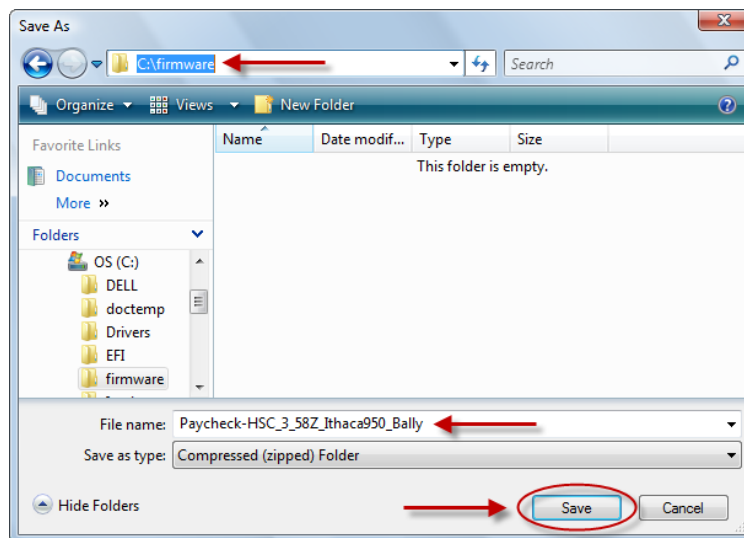 Save As
C:\firmware
Search
Organize Views New Folder
Favorite Links
Documents
More »
Folders
OS (C:)
DELL
doctemp
Drivers
EFI
firmware
Name Date modif... Type Size
This folder is empty.
File name: Paycheck-HSC_3_58Z_Ithaca950_Bally
Save as type: Compressed (zipped) Folder
Hide Folders
Save Cancel